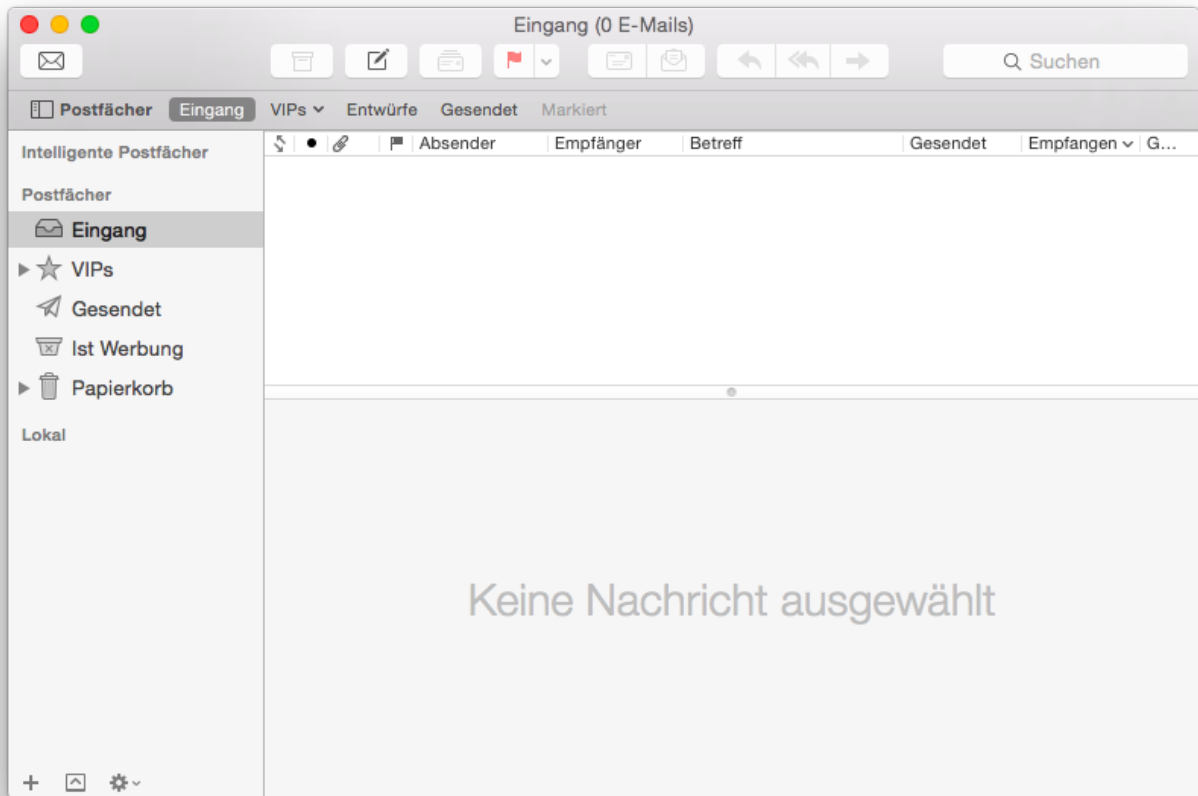 Eingang (0 E-Mails)
Suchen
Postfächer Eingang VIPs Entwürfe Gesendet Markiert
Absender Empfänger Betreff Gesendet Empfangen G...
Intelligente Postfächer
Postfächer
Eingang
VIPs
Gesendet
Ist Werbung
Papierkorb
Lokal
Keine Nachricht ausgewählt